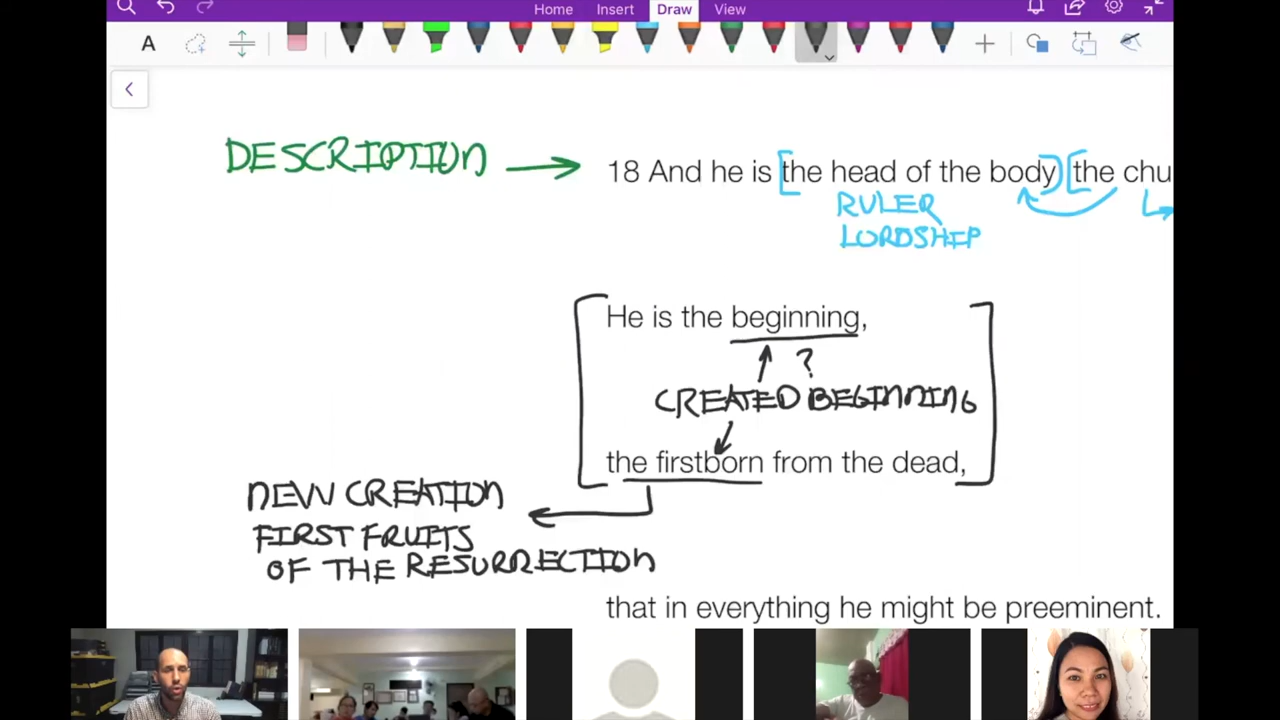 Home Insert Draw View
A
DESCRIPTION
18 And he is [the head of the body) [the chu
RULER
LORDSHIP
He is the beginning,
?
CREATED BEGINNING
the firstborn from the dead,
NEW CREATION
FIRST FRUITS
OF THE RESURRECTION
that in everything he might be preeminent.